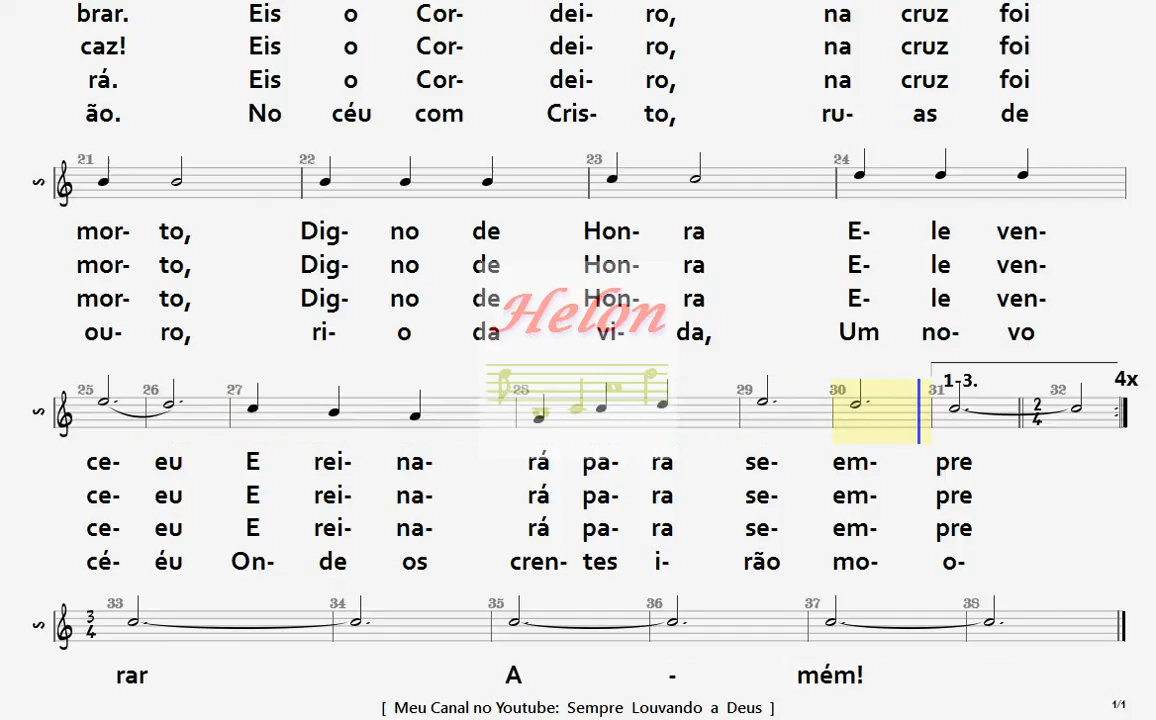 brar. Eis o Cor- dei- ro, na cruz foi
caz! Eis o Cor- dei- ro, na cruz foi
rá. Eis o Cor- dei- ro, na cruz foi
ão. No céu com Cris- to, ru- as de
21 22 23 24
S
mor- to, Dig- no de Hon- ra E- le ven-
mor- to, Dig- no de Hon- ra E- le ven-
mor- to, Dig- no de Hon- ra E- le ven-
ou- ro, ri- o da vi- da, Um no- vo
Helon
25 26 27 28 29 30 31 1-3. 32 4x
S 2 4
ce- eu E rei- na- rá pa- ra se- em- pre
ce- eu E rei- na- rá pa- ra se- em- pre
ce- eu E rei- na- rá pa- ra se- em- pre
cé- éu On- de os cren- tes i- rão mo- o-
33 34 35 36 37 38
S 3 4
rar A - mém!
[ Meu Canal no Youtube: Sempre Louvando a Deus ]
1/1